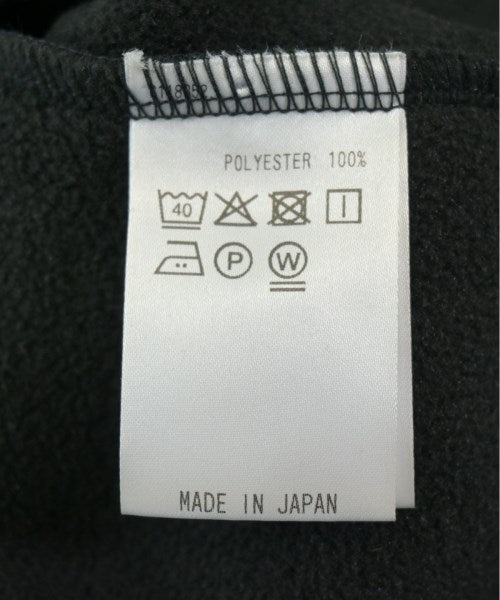 POLYESTER 100%
40
P W
MADE IN JAPAN